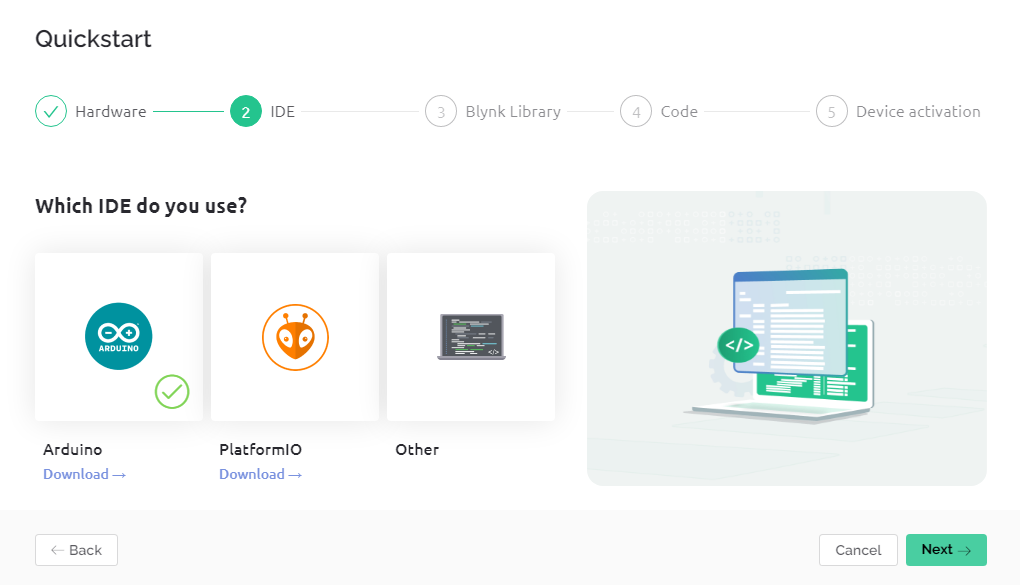 Quickstart
Hardware
2 IDE
3 Blynk Library
4 Code
5 Device activation
Which IDE do you use?
ARDUINO
</>
</>
Arduino
PlatformIO
Other
Download →
Download →
← Back
Cancel
Next →